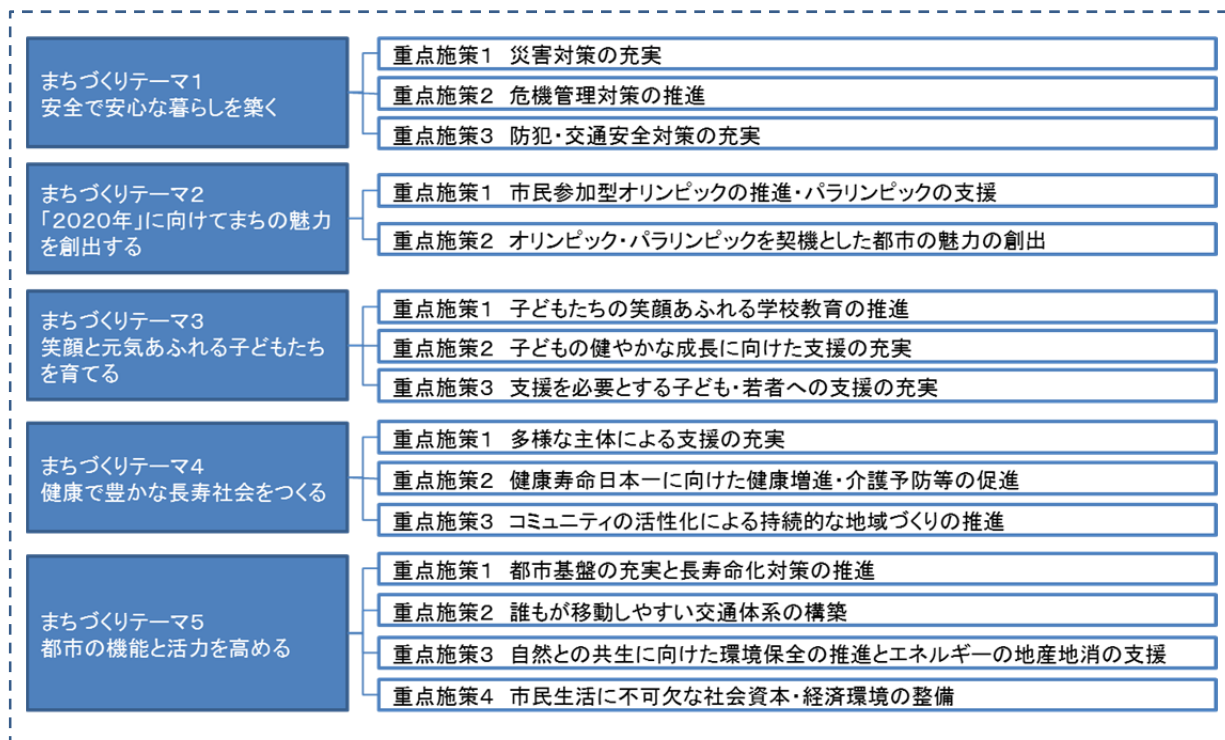 まちづくりテーマ1
安全で安心な暮らしを築く
重点施策1 災害対策の充実
重点施策2 危機管理対策の推進
重点施策3 防犯・交通安全対策の充実
まちづくりテーマ2
「2020年」に向けてまちの魅力
を創出する
重点施策1 市民参加型オリンピックの推進・パラリンピックの支援
重点施策2 オリンピック・パラリンピックを契機とした都市の魅力の創出
まちづくりテーマ3
笑顔と元気あふれる子どもたち
を育てる
重点施策1 子どもたちの笑顔あふれる学校教育の推進
重点施策2 子どもの健やかな成長に向けた支援の充実
重点施策3 支援を必要とする子ども・若者への支援の充実
まちづくりテーマ4
健康で豊かな長寿社会をつくる
重点施策1 多様な主体による支援の充実
重点施策2 健康寿命日本一に向けた健康増進・介護予防等の促進
重点施策3 コミュニティの活性化による持続的な地域づくりの推進
まちづくりテーマ5
都市の機能と活力を高める
重点施策1 都市基盤の充実と長寿命化対策の推進
重点施策2 誰もが移動しやすい交通体系の構築
重点施策3 自然との共生に向けた環境保全の推進とエネルギーの地産地消の支援
重点施策4 市民生活に不可欠な社会資本・経済環境の整備